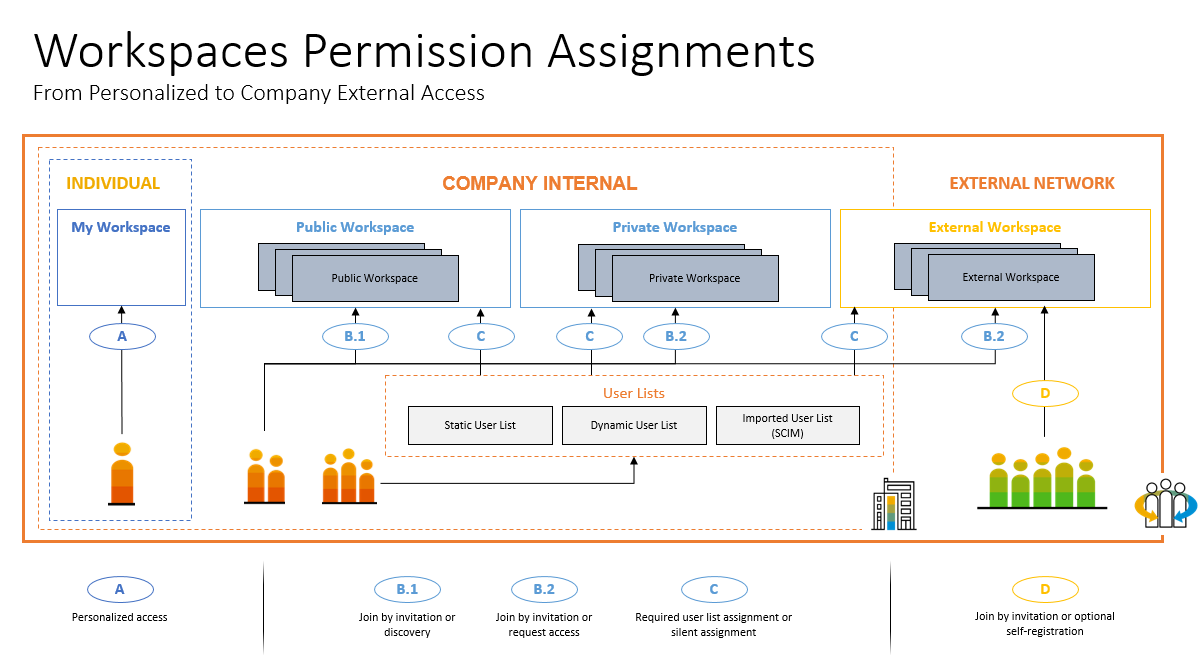 Workspaces Permission Assignments
From Personalized to Company External Access
INDIVIDUAL
COMPANY INTERNAL
EXTERNAL NETWORK
My Workspace
Public Workspace
Private Workspace
External Workspace
Public Workspace
Private Workspace
External Workspace
A
B.1
C
C
B.2
C
B.2
User Lists
D
Static User List
Dynamic User List
Imported User List
(SCIM)
A
B.1
B.2
C
D
Personalized access
Join by invitation or
discovery
Join by invitation or
request access
Required user list assignment or
silent assignment
Join by invitation or optional
self-registration